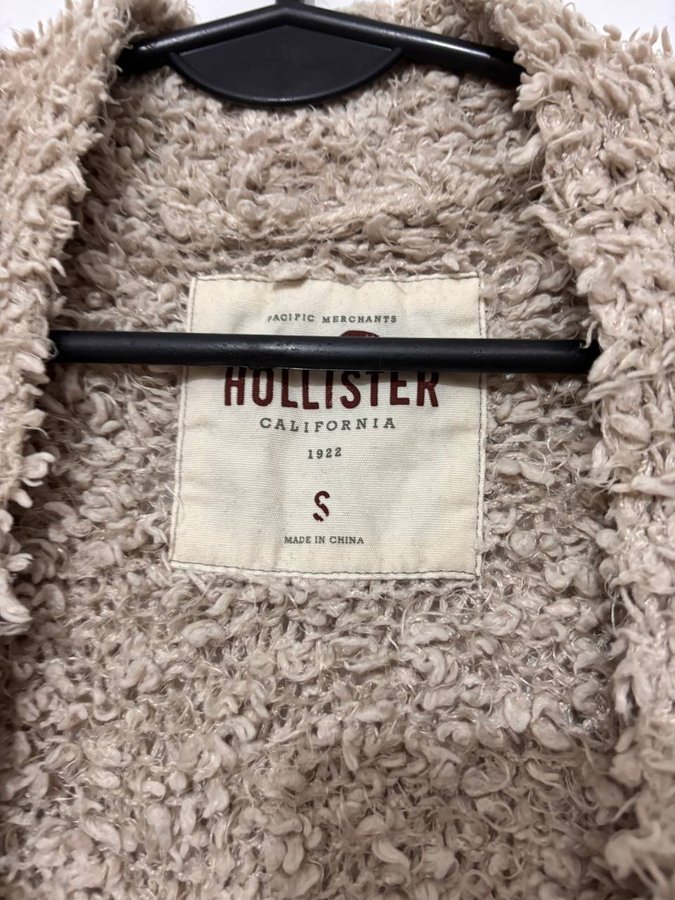 PACIFIC MERCHANTS
HOLLISTER
CALIFORNIA
1922
S
MADE IN CHINA